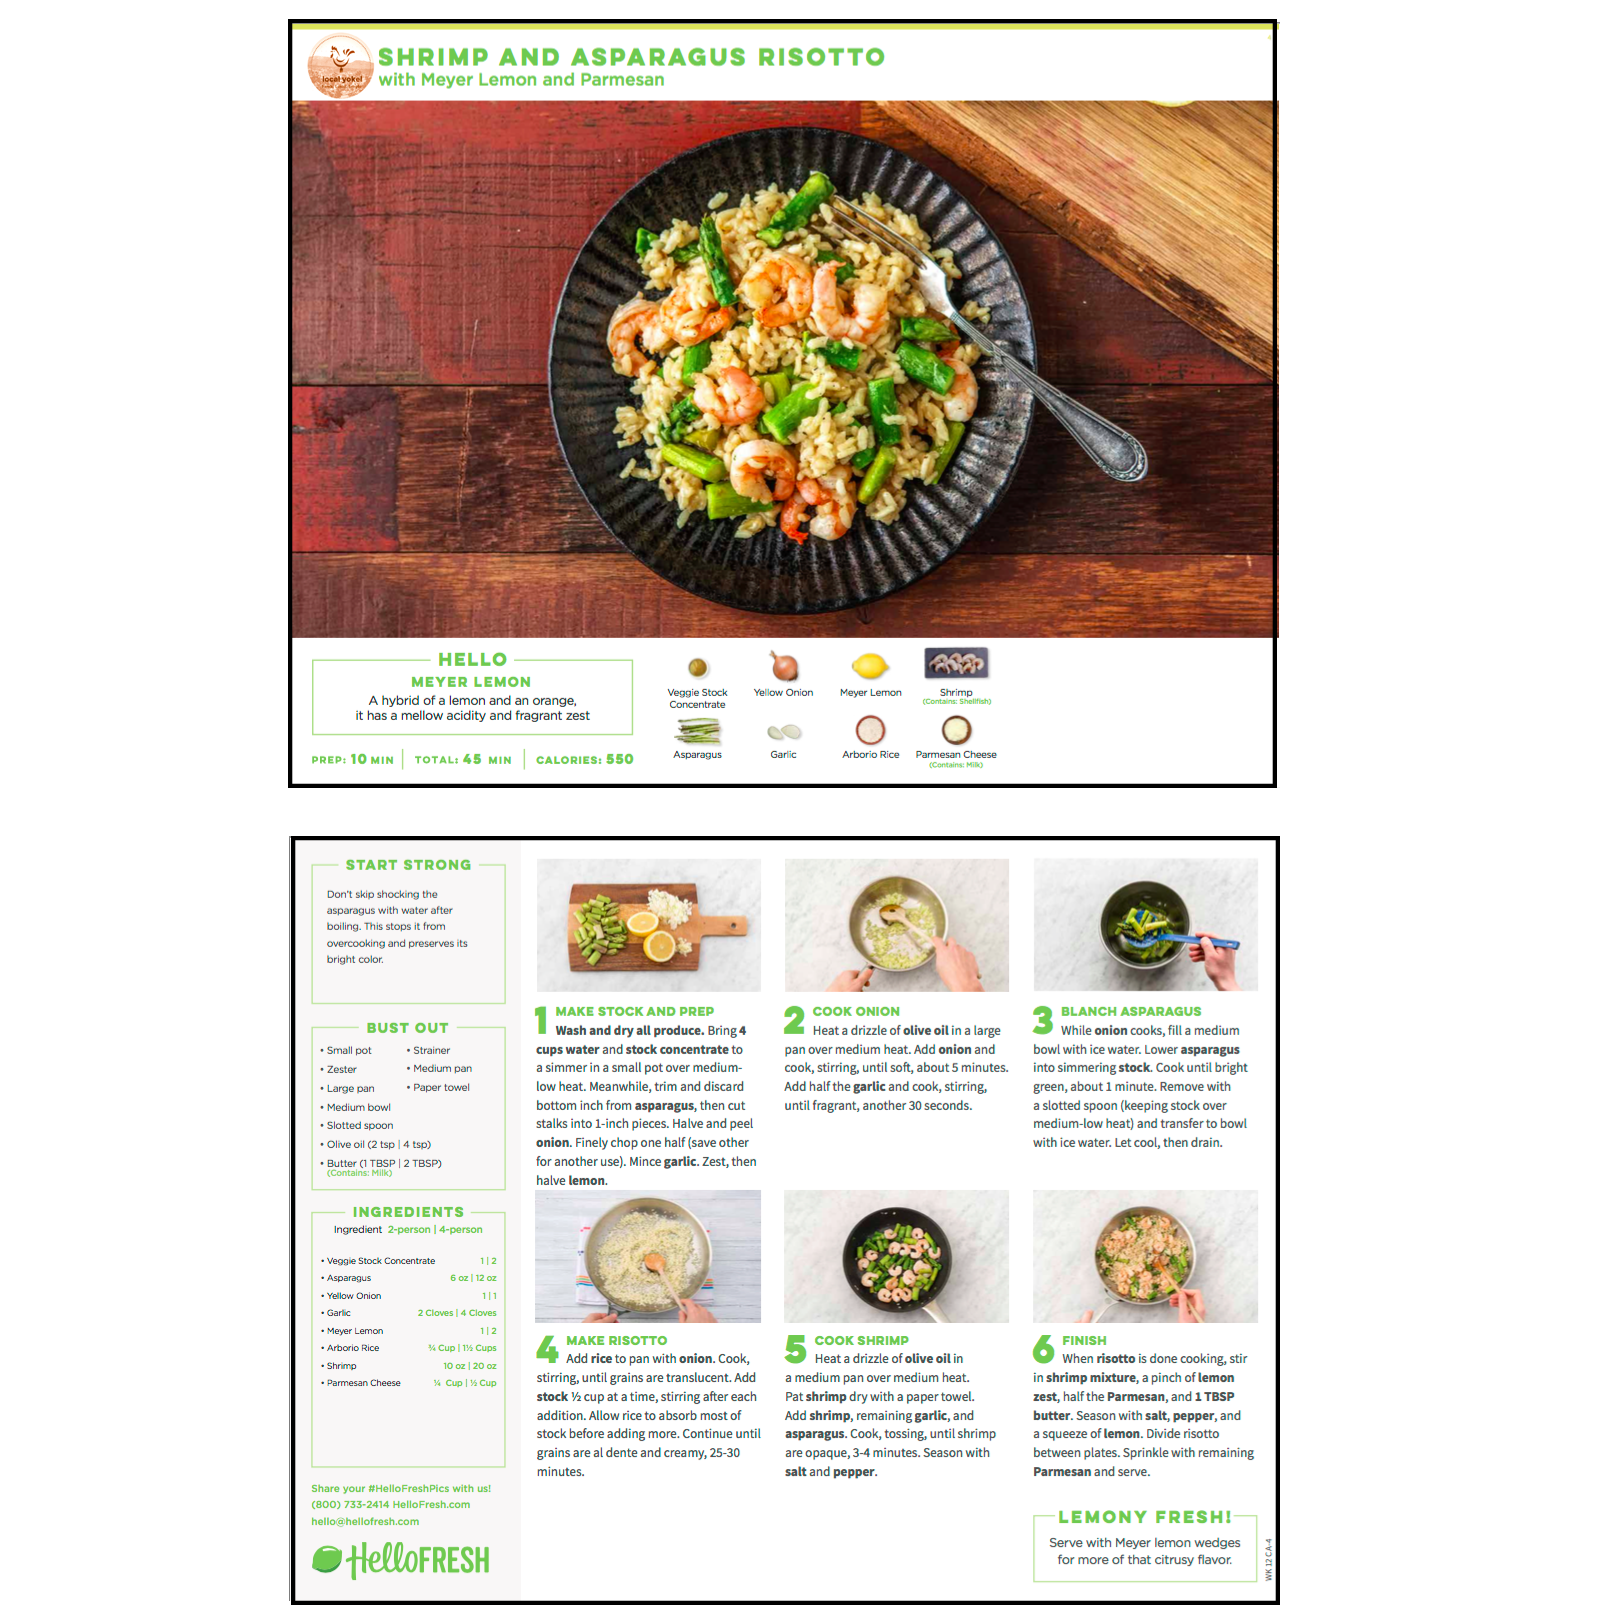 local yokel
SHRIMP AND ASPARAGUS RISOTTO
with Meyer Lemon and Parmesan
HELLO
MEYER LEMON
A hybrid of a lemon and an orange,
it has a mellow acidity and fragrant zest
PREP: 10 MIN | TOTAL: 45 MIN | CALORIES: 550
Veggie Stock
Concentrate
Yellow Onion
Meyer Lemon
Shrimp
(Contains: Shellfish)
Asparagus
Garlic
Arborio Rice
Parmesan Cheese
(Contains: Milk)
START STRONG
Don't skip shocking the
asparagus with water after
boiling. This stops it from
overcooking and preserves its
bright color.
BUST OUT
• Small pot
• Zester
• Large pan
• Medium bowl
• Slotted spoon
• Olive oil (2 tsp | 4 tsp)
• Butter (1 TBSP | 2 TBSP)
(Contains: Milk)
• Strainer
• Medium pan
• Paper towel
INGREDIENTS
Ingredient 2-person | 4-person
• Veggie Stock Concentrate 1 | 2
• Asparagus 6 oz | 12 oz
• Yellow Onion 1 | 1
• Garlic 2 Cloves | 4 Cloves
• Meyer Lemon 1 | 2
• Arborio Rice ¾ Cup | 1½ Cups
• Shrimp 10 oz | 20 oz
• Parmesan Cheese ¼ Cup | ½ Cup
Share your #HelloFreshPics with us!
(800) 733-2414 HelloFresh.com
hello@hellofresh.com
HelloFRESH
1 MAKE STOCK AND PREP
Wash and dry all produce. Bring 4
cups water and stock concentrate to
a simmer in a small pot over medium-
low heat. Meanwhile, trim and discard
bottom inch from asparagus, then cut
stalks into 1-inch pieces. Halve and peel
onion. Finely chop one half (save other
for another use). Mince garlic. Zest, then
halve lemon.
2 COOK ONION
Heat a drizzle of olive oil in a large
pan over medium heat. Add onion and
cook, stirring, until soft, about 5 minutes.
Add half the garlic and cook, stirring,
until fragrant, another 30 seconds.
3 BLANCH ASPARAGUS
While onion cooks, fill a medium
bowl with ice water. Lower asparagus
into simmering stock. Cook until bright
green, about 1 minute. Remove with
a slotted spoon (keeping stock over
medium-low heat) and transfer to bowl
with ice water. Let cool, then drain.
4 MAKE RISOTTO
Add rice to pan with onion. Cook,
stirring, until grains are translucent. Add
stock ½ cup at a time, stirring after each
addition. Allow rice to absorb most of
stock before adding more. Continue until
grains are al dente and creamy, 25-30
minutes.
5 COOK SHRIMP
Heat a drizzle of olive oil in
a medium pan over medium heat.
Pat shrimp dry with a paper towel.
Add shrimp, remaining garlic, and
asparagus. Cook, tossing, until shrimp
are opaque, 3-4 minutes. Season with
salt and pepper.
6 FINISH
When risotto is done cooking, stir
in shrimp mixture, a pinch of lemon
zest, half the Parmesan, and 1 TBSP
butter. Season with salt, pepper, and
a squeeze of lemon. Divide risotto
between plates. Sprinkle with remaining
Parmesan and serve.
LEMONY FRESH!
Serve with Meyer lemon wedges
for more of that citrusy flavor.
WK 12 CA-4